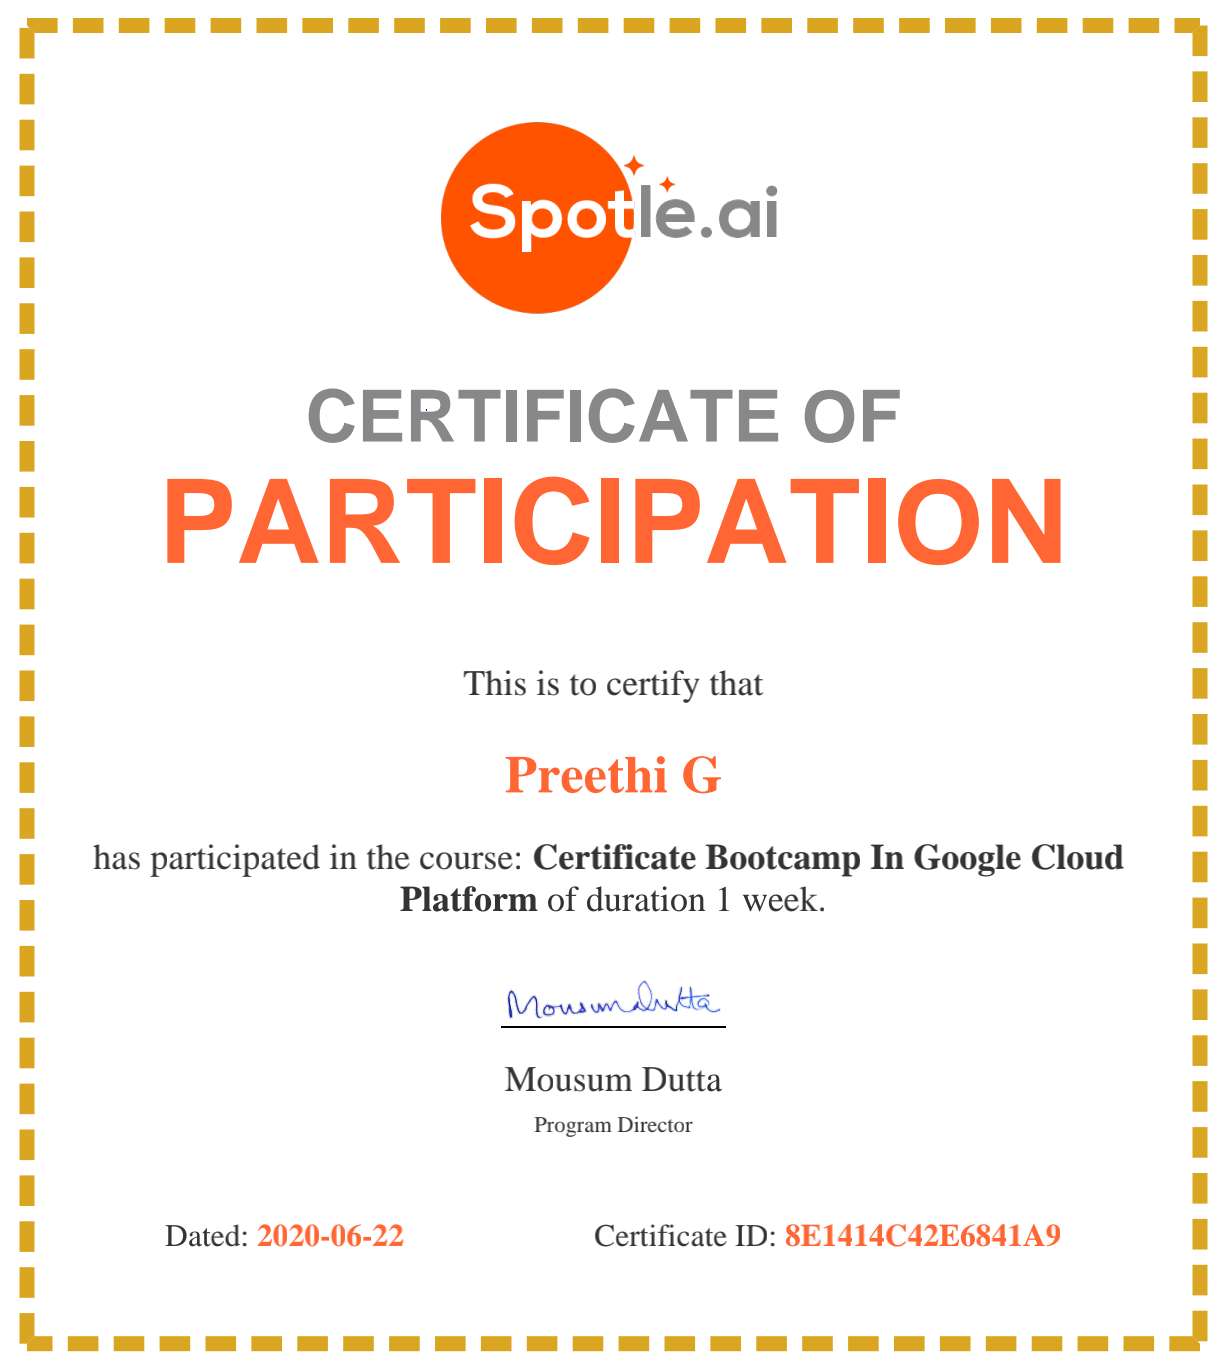 Spotle.ai
CERTIFICATE OF
PARTICIPATION
This is to certify that
Preethi G
has participated in the course: Certificate Bootcamp In Google Cloud
Platform of duration 1 week.
Mousum Dutta
Mousum Dutta
Program Director
Dated: 2020-06-22 Certificate ID: 8E1414C42E6841A9